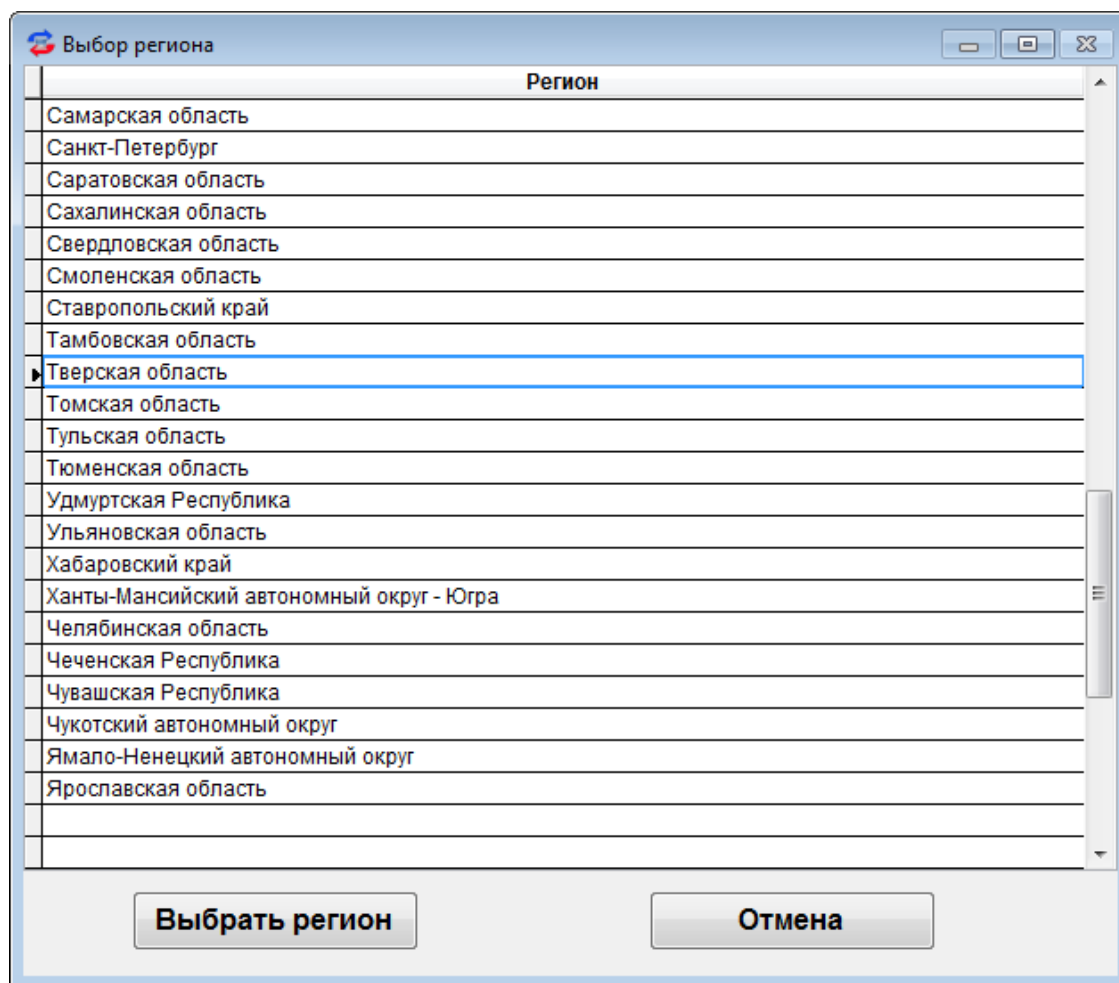 Выбор региона
Регион
Самарская область
Санкт-Петербург
Саратовская область
Сахалинская область
Свердловская область
Смоленская область
Ставропольский край
Тамбовская область
Тверская область
Томская область
Тульская область
Тюменская область
Удмуртская Республика
Ульяновская область
Хабаровский край
Ханты-Мансийский автономный округ - Югра
Челябинская область
Чеченская Республика
Чувашская Республика
Чукотский автономный округ
Ямало-Ненецкий автономный округ
Ярославская область
Выбрать регион Отмена